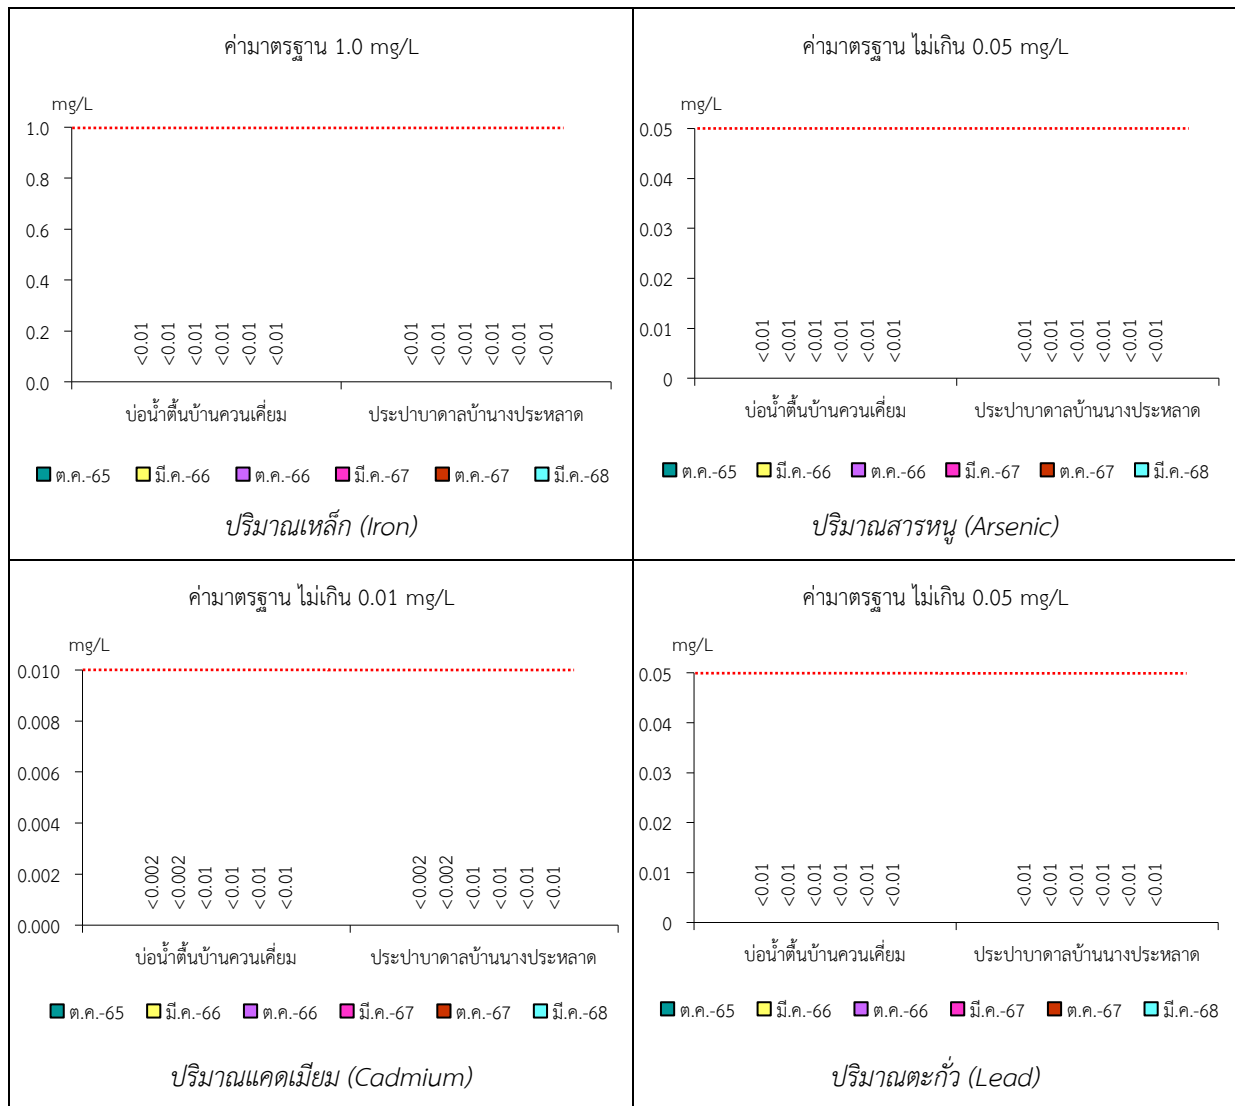 ค่ามาตรฐาน 1.0 mg/L
mg/L
1.0
0.8
0.6
0.4
0.2
0.0
<0.01 <0.01 <0.01 <0.01 <0.01 <0.01 <0.01 <0.01 <0.01 <0.01 <0.01 <0.01
บ่อน้ำตื้นบ้านควนเคี่ยม ประปาบาดาลบ้านนางประหลาด
ต.ค.-65 มี.ค.-66 ต.ค.-66 มี.ค.-67 ต.ค.-67 มี.ค.-68
ปริมาณเหล็ก (Iron)
ค่ามาตรฐาน ไม่เกิน 0.05 mg/L
mg/L
0.05
0.04
0.03
0.02
0.01
0
<0.01 <0.01 <0.01 <0.01 <0.01 <0.01 <0.01 <0.01 <0.01 <0.01 <0.01 <0.01
บ่อน้ำตื้นบ้านควนเคี่ยม ประปาบาดาลบ้านนางประหลาด
ต.ค.-65 มี.ค.-66 ต.ค.-66 มี.ค.-67 ต.ค.-67 มี.ค.-68
ปริมาณสารหนู (Arsenic)
ค่ามาตรฐาน ไม่เกิน 0.01 mg/L
mg/L
0.010
0.008
0.006
0.004
0.002
0.000
<0.002 <0.002 <0.01 <0.01 <0.01 <0.01 <0.002 <0.002 <0.01 <0.01 <0.01 <0.01
บ่อน้ำตื้นบ้านควนเคี่ยม ประปาบาดาลบ้านนางประหลาด
ต.ค.-65 มี.ค.-66 ต.ค.-66 มี.ค.-67 ต.ค.-67 มี.ค.-68
ปริมาณแคดเมียม (Cadmium)
ค่ามาตรฐาน ไม่เกิน 0.05 mg/L
mg/L
0.05
0.04
0.03
0.02
0.01
0
<0.01 <0.01 <0.01 <0.01 <0.01 <0.01 <0.01 <0.01 <0.01 <0.01 <0.01 <0.01
บ่อน้ำตื้นบ้านควนเคี่ยม ประปาบาดาลบ้านนางประหลาด
ต.ค.-65 มี.ค.-66 ต.ค.-66 มี.ค.-67 ต.ค.-67 มี.ค.-68
ปริมาณตะกั่ว (Lead)